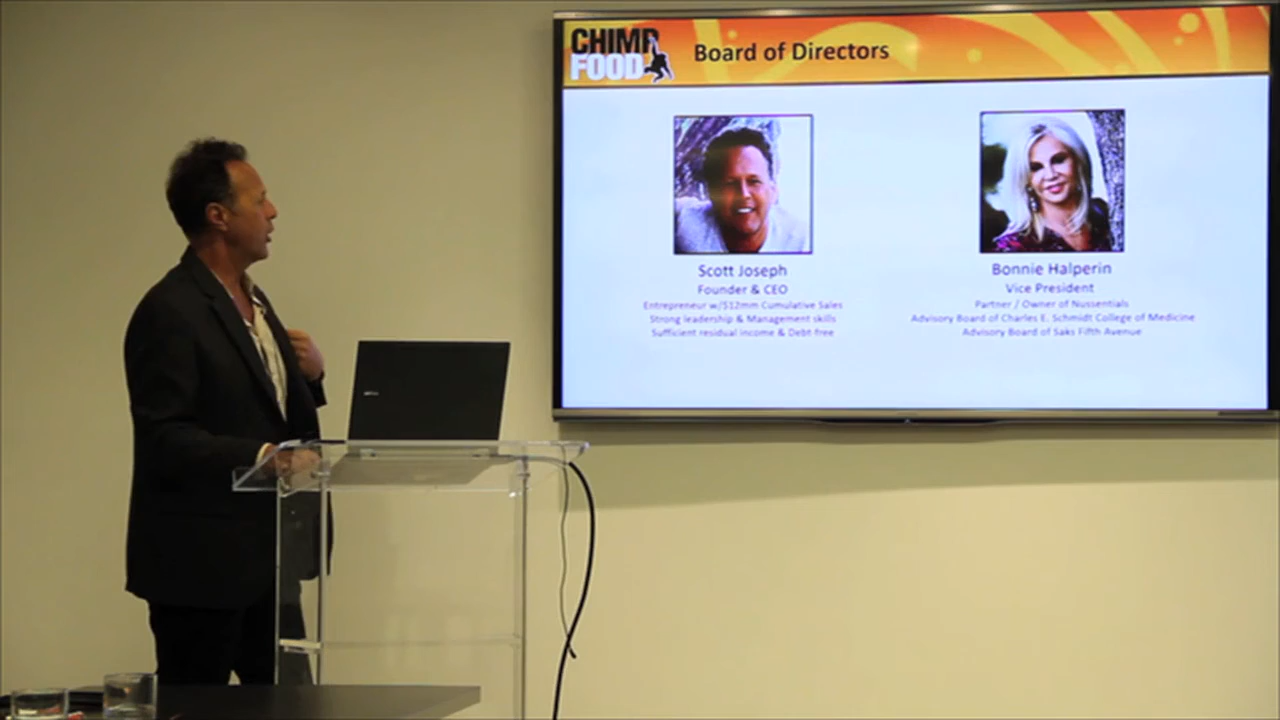 CHIMP
FOOD
Board of Directors
Scott Joseph
Founder & CEO
Entrepreneur w/$12mm Cumulative Sales
Strong leadership & Management skills
Sufficient residual income & Debt-free
Bonnie Halperin
Vice President
Partner / Owner of Nussentials
Advisory Board of Charles E. Schmidt College of Medicine
Advisory Board of Saks Fifth Avenue